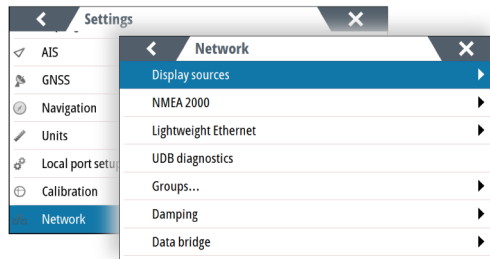 Settings
AIS
GNSS
Navigation
Units
Local port setup
Calibration
Network
Network
Display sources
NMEA 2000
Lightweight Ethernet
UDB diagnostics
Groups...
Damping
Data bridge